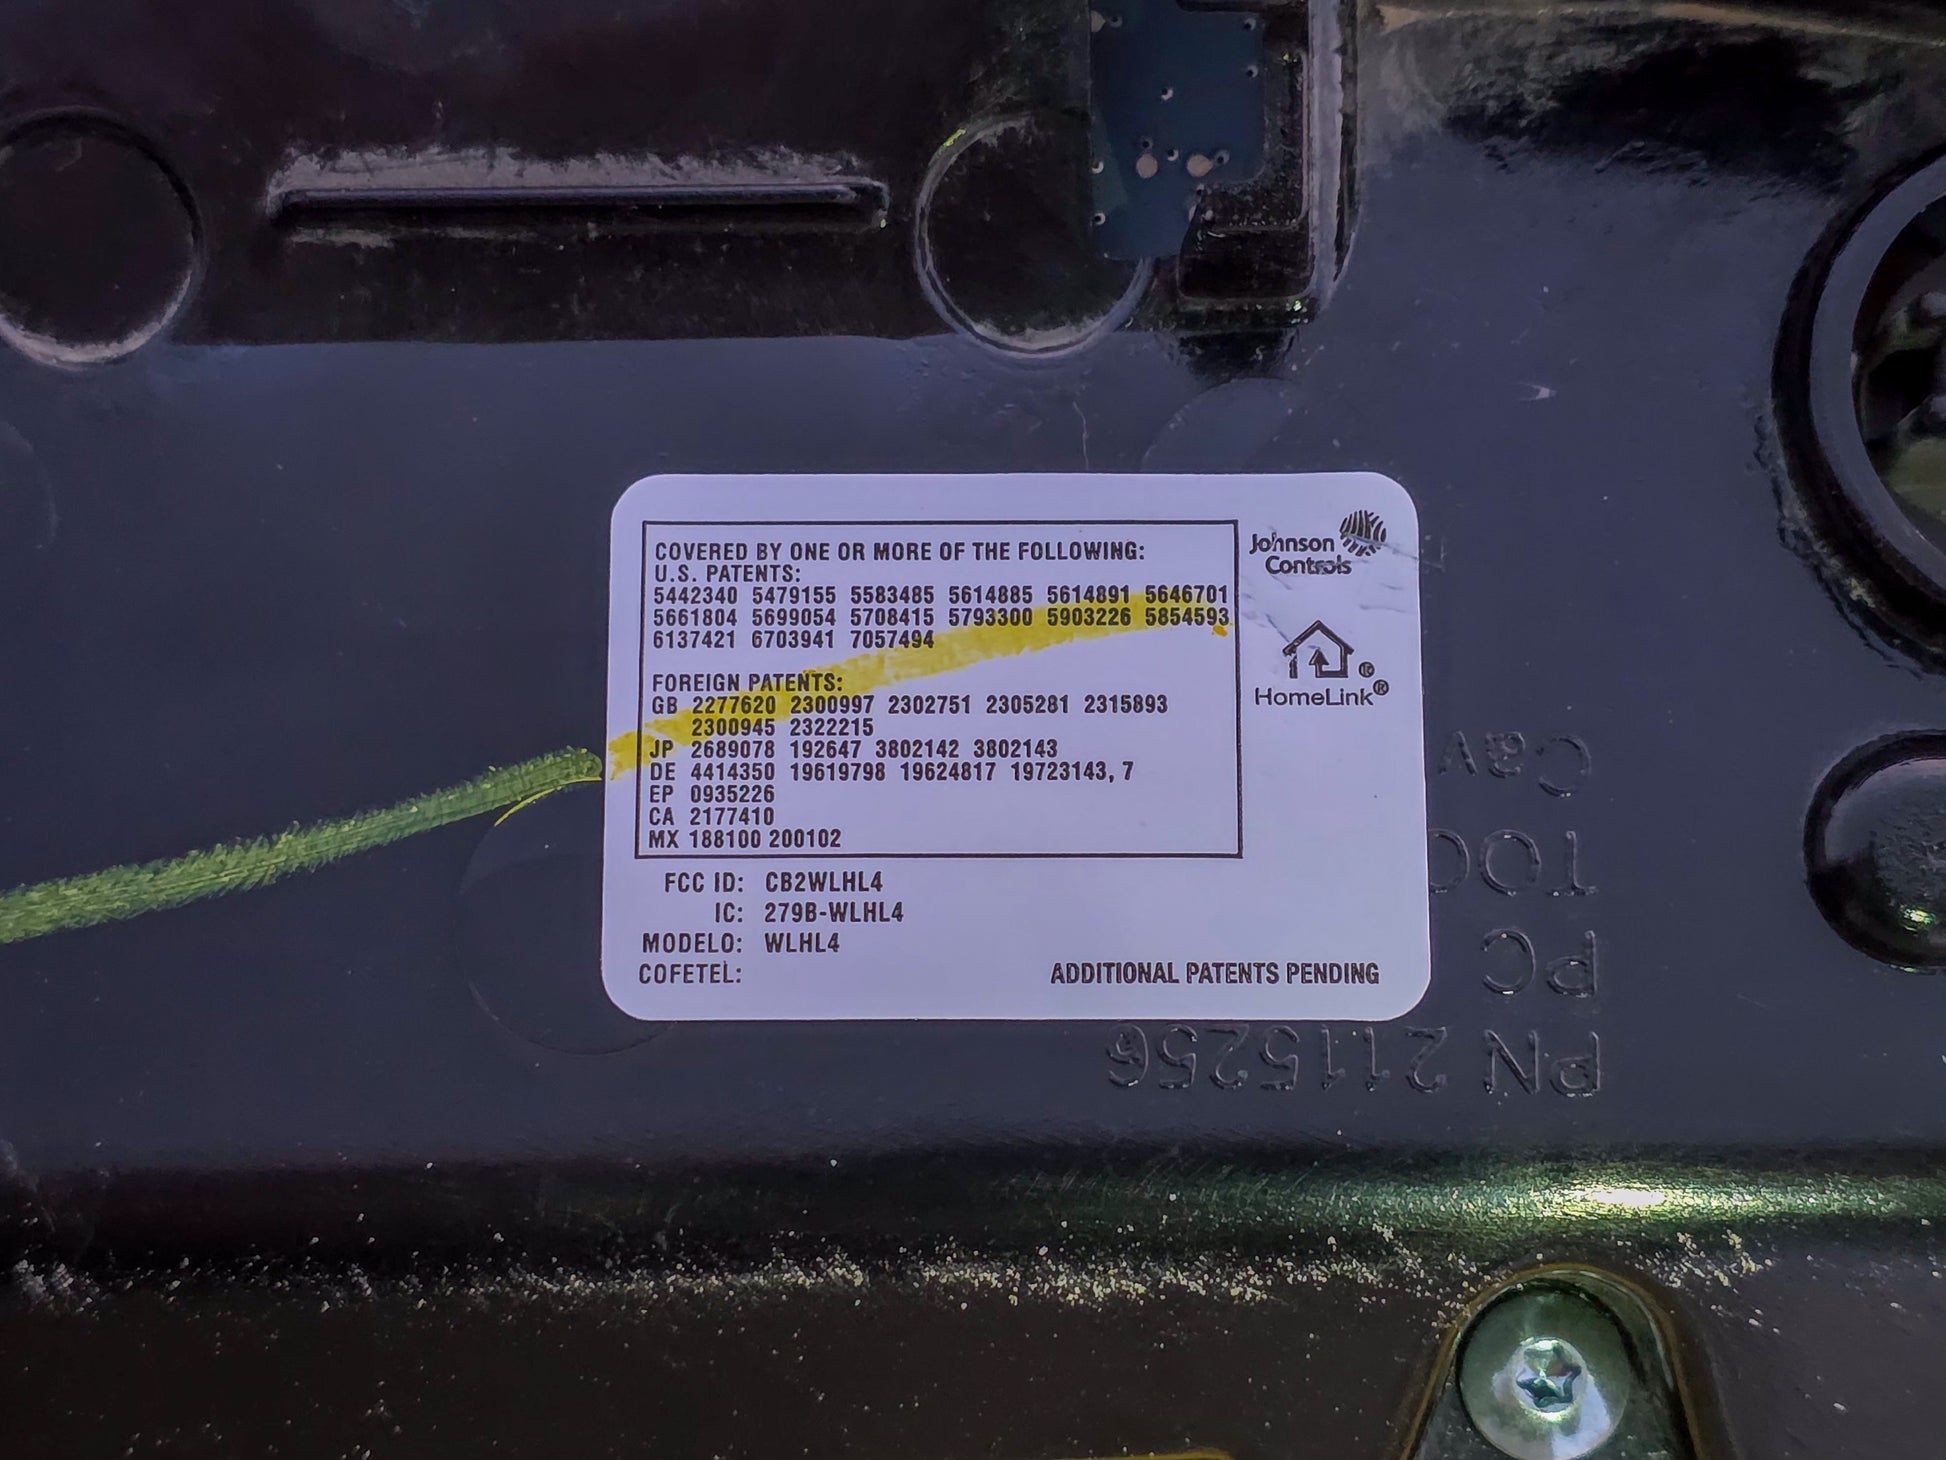 COVERED BY ONE OR MORE OF THE FOLLOWING:
U.S. PATENTS:
5442340 5479155 5583485 5614885 5614891 5646701
5661804 5699054 5708415 5793300 5903226 5854593
6137421 6703941 7057494
FOREIGN PATENTS:
GB 2277620 2300997 2302751 2305281 2315893
2300945 2322215
JP 2689078 192647 3802142 3802143
DE 4414350 19619798 19624817 19723143, 7
EP 0935226
CA 2177410
MX 188100 200102
Johnson
Controls
HomeLink®
FCC ID: CB2WLHL4
IC: 279B-WLHL4
MODELO: WLHL4
COFETEL:
ADDITIONAL PATENTS PENDING
PN 2115256
PC
TOC
Cav